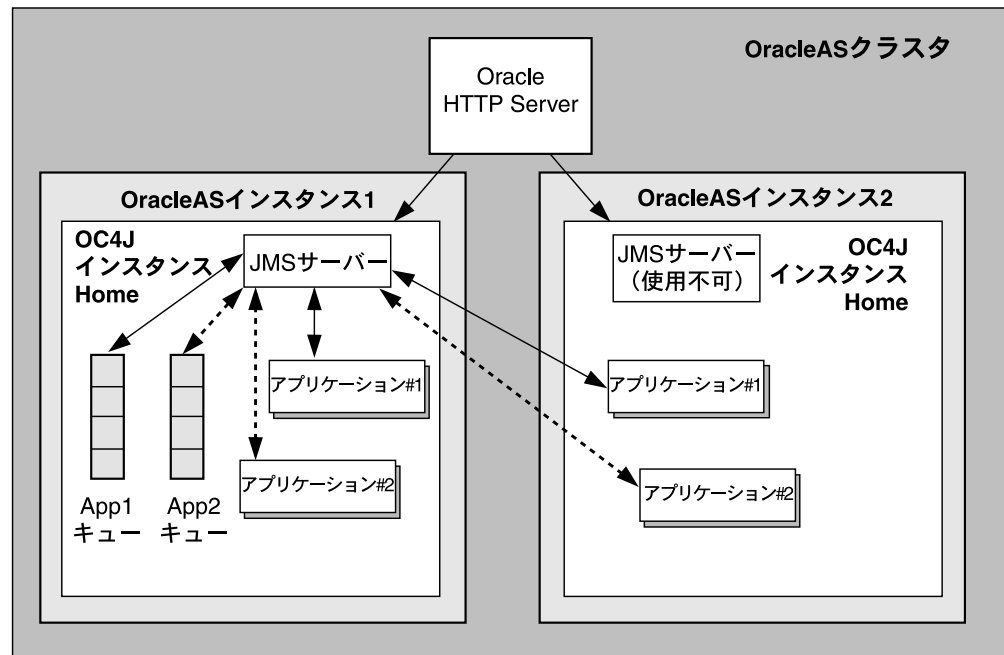 OracleASクラスタ
Oracle
HTTP Server
OracleASインスタンス1
OC4J
インスタンス
Home
JMSサーバー
アプリケーション#1
アプリケーション#2
App1
キュー
App2
キュー
OracleASインスタンス2
JMSサーバー
（使用不可）
OC4J
インスタンス
Home
アプリケーション#1
アプリケーション#2